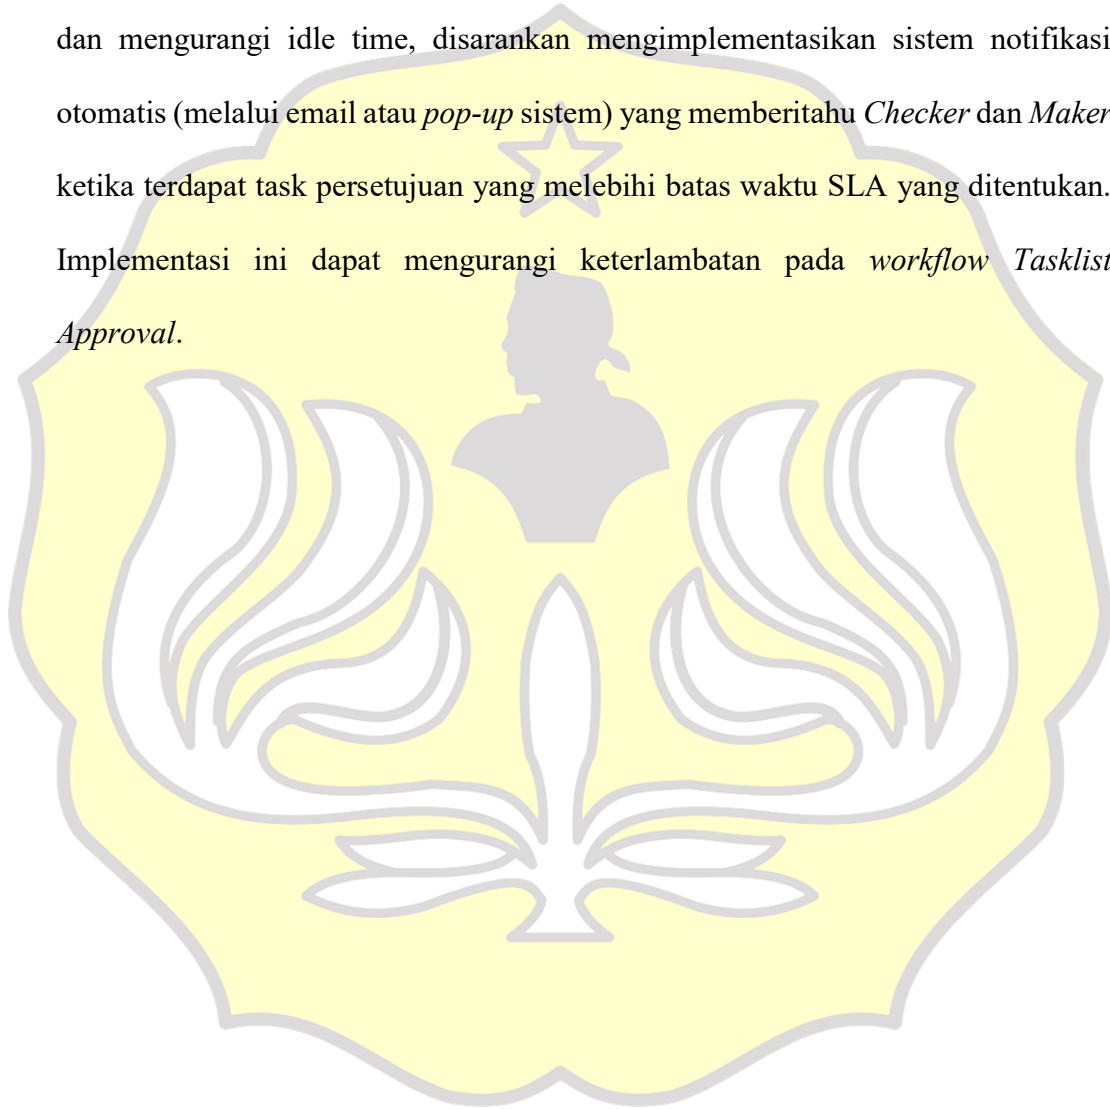 dan mengurangi idle time, disarankan mengimplementasikan sistem notifikasi
otomatis (melalui email atau pop-up sistem) yang memberitahu Checker dan Maker
ketika terdapat task persetujuan yang melebihi batas waktu SLA yang ditentukan.
Implementasi ini dapat mengurangi keterlambatan pada workflow Tasklist
Approval.